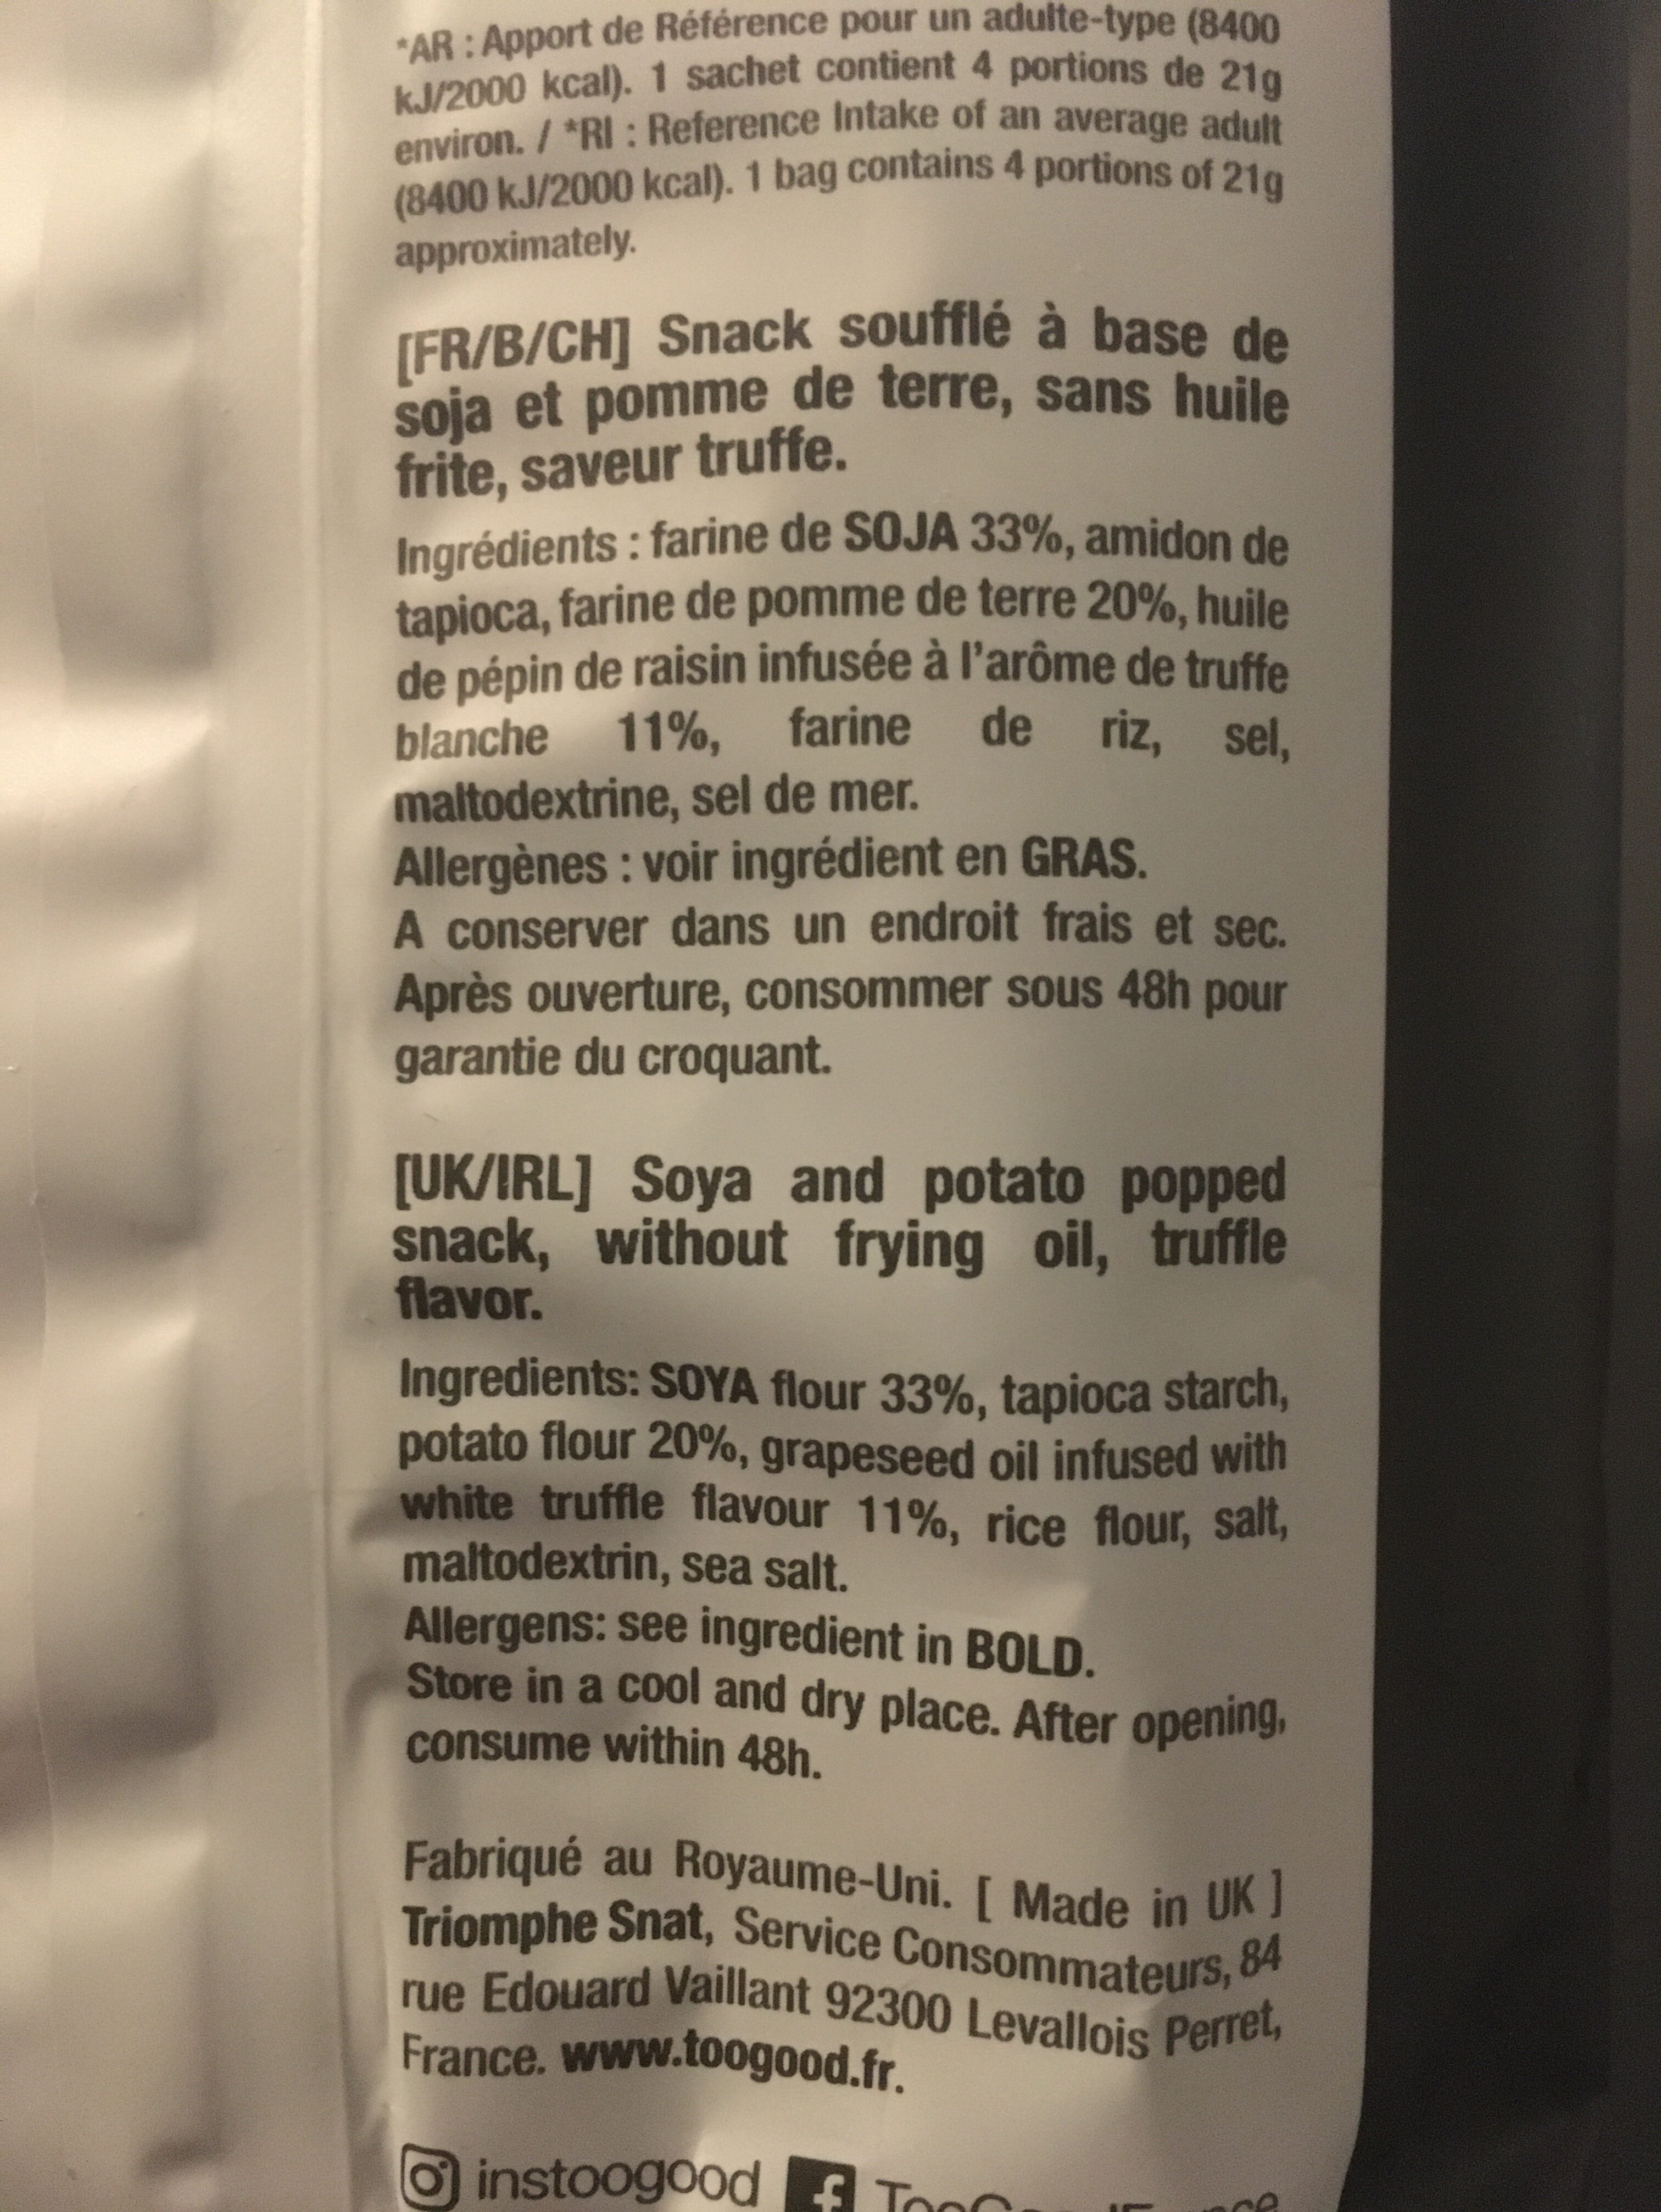 *AR : Apport de Référence pour un adulte-type (8400
kJ/2000 kcal). 1 sachet contient 4 portions de 21g
environ. / *RI : Reference Intake of an average adult
(8400 kJ/2000 kcal). 1 bag contains 4 portions of 21g
approximately.
[FR/B/CH] Snack soufflé à base de
soja et pomme de terre, sans huile
frite, saveur truffe.
Ingrédients : farine de SOJA 33%, amidon de
tapioca, farine de pomme de terre 20%, huile
de pépin de raisin infusée à l'arôme de truffe
blanche 11%, farine de riz, sel,
maltodextrine, sel de mer.
Allergènes : voir ingrédient en GRAS.
A conserver dans un endroit frais et sec.
Après ouverture, consommer sous 48h pour
garantie du croquant.
[UK/IRL] Soya and potato popped
snack, without frying oil, truffle
flavor.
Ingredients: SOYA flour 33%, tapioca starch,
potato flour 20%, grapeseed oil infused with
white truffle flavour 11%, rice flour, salt,
maltodextrin, sea salt.
Allergens: see ingredient in BOLD.
Store in a cool and dry place. After opening,
consume within 48h.
Fabriqué au Royaume-Uni. [ Made in UK ]
Triomphe Snat, Service Consommateurs, 84
rue Edouard Vaillant 92300 Levallois Perret,
France. www.toogood.fr.
instoogood